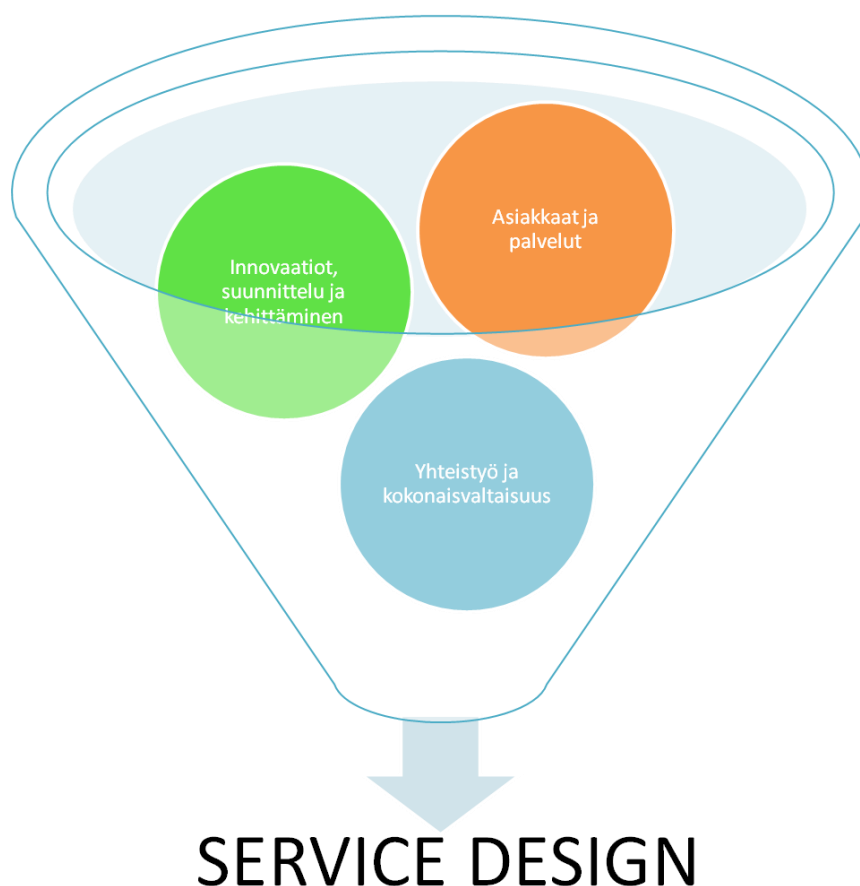 Asiakkaat ja
palvelut
Innovaatiot,
suunnittelu ja
kehittäminen
Yhteistyö ja
kokonaisvaltaisuus
SERVICE DESIGN